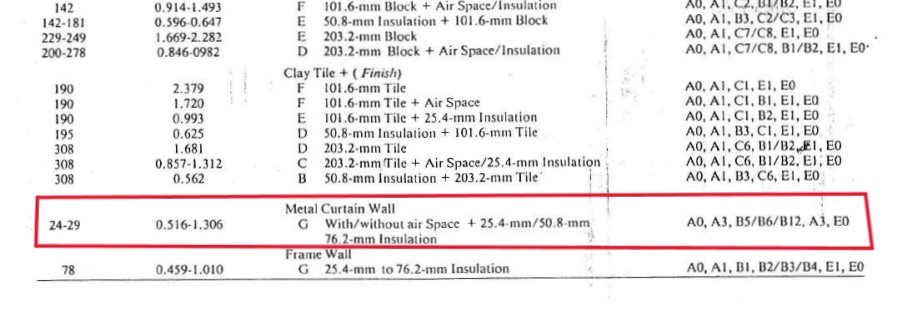 142 0.914-1.493 F 101.6-mm Block + Air Space/Insulation A0, A1, C2, B1/B2, E1, E0
142-181 0.596-0.647 E 50.8-mm Insulation + 101.6-mm Block A0, A1, B3, C2/C3, E1, E0
229-249 1.669-2.282 E 203.2-mm Block A0, A1, C7/C8, E1, E0
200-278 0.846-0982 D 203.2-mm Block + Air Space/Insulation A0, A1, C7/C8, B1/B2, E1, E0
Clay Tile + (Finish)
190 2.379 F 101.6-mm Tile A0, A1, C1, E1, E0
190 1.720 F 101.6-mm Tile + Air Space A0, A1, C1, B1, E1, E0
190 0.993 E 101.6-mm Tile + 25.4-mm Insulation A0, A1, C1, B2, E1, E0
195 0.625 D 50.8-mm Insulation + 101.6-mm Tile A0, A1, B3, C1, E1, E0
308 1.681 D 203.2-mm Tile A0, A1, C6, B1/B2, E1, E0
308 0.857-1.312 C 203.2-mm Tile + Air Space/25.4-mm Insulation A0, A1, C6, B1/B2, E1, E0
308 0.562 B 50.8-mm Insulation + 203.2-mm Tile A0, A1, B3, C6, E1, E0
Metal Curtain Wall
24-29 0.516-1.306 G With/without air Space + 25.4-mm/50.8-mm A0, A3, B5/B6/B12, A3, E0
76.2-mm Insulation
Frame Wall
78 0.459-1.010 G 25.4-mm to 76.2-mm Insulation A0, A1, B1, B2/B3/B4, E1, E0